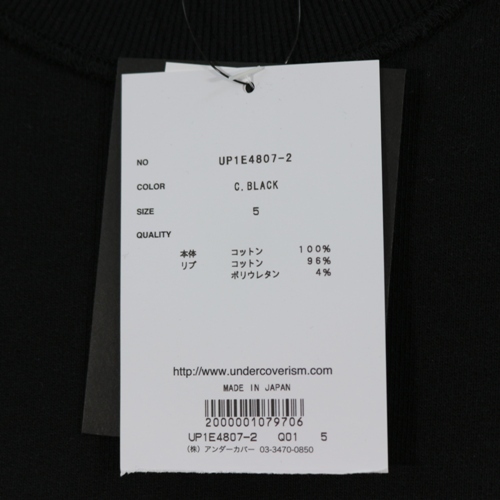 NO UP1E4807-2
COLOR C.BLACK
SIZE 5
QUALITY
本体 コットン 100%
リブ コットン 96%
ポリウレタン 4%
http://www.undercoverism.com
MADE IN JAPAN
2000001079706
UP1E4807-2 Q01 5
(株) アンダーカバー 03-3470-0850